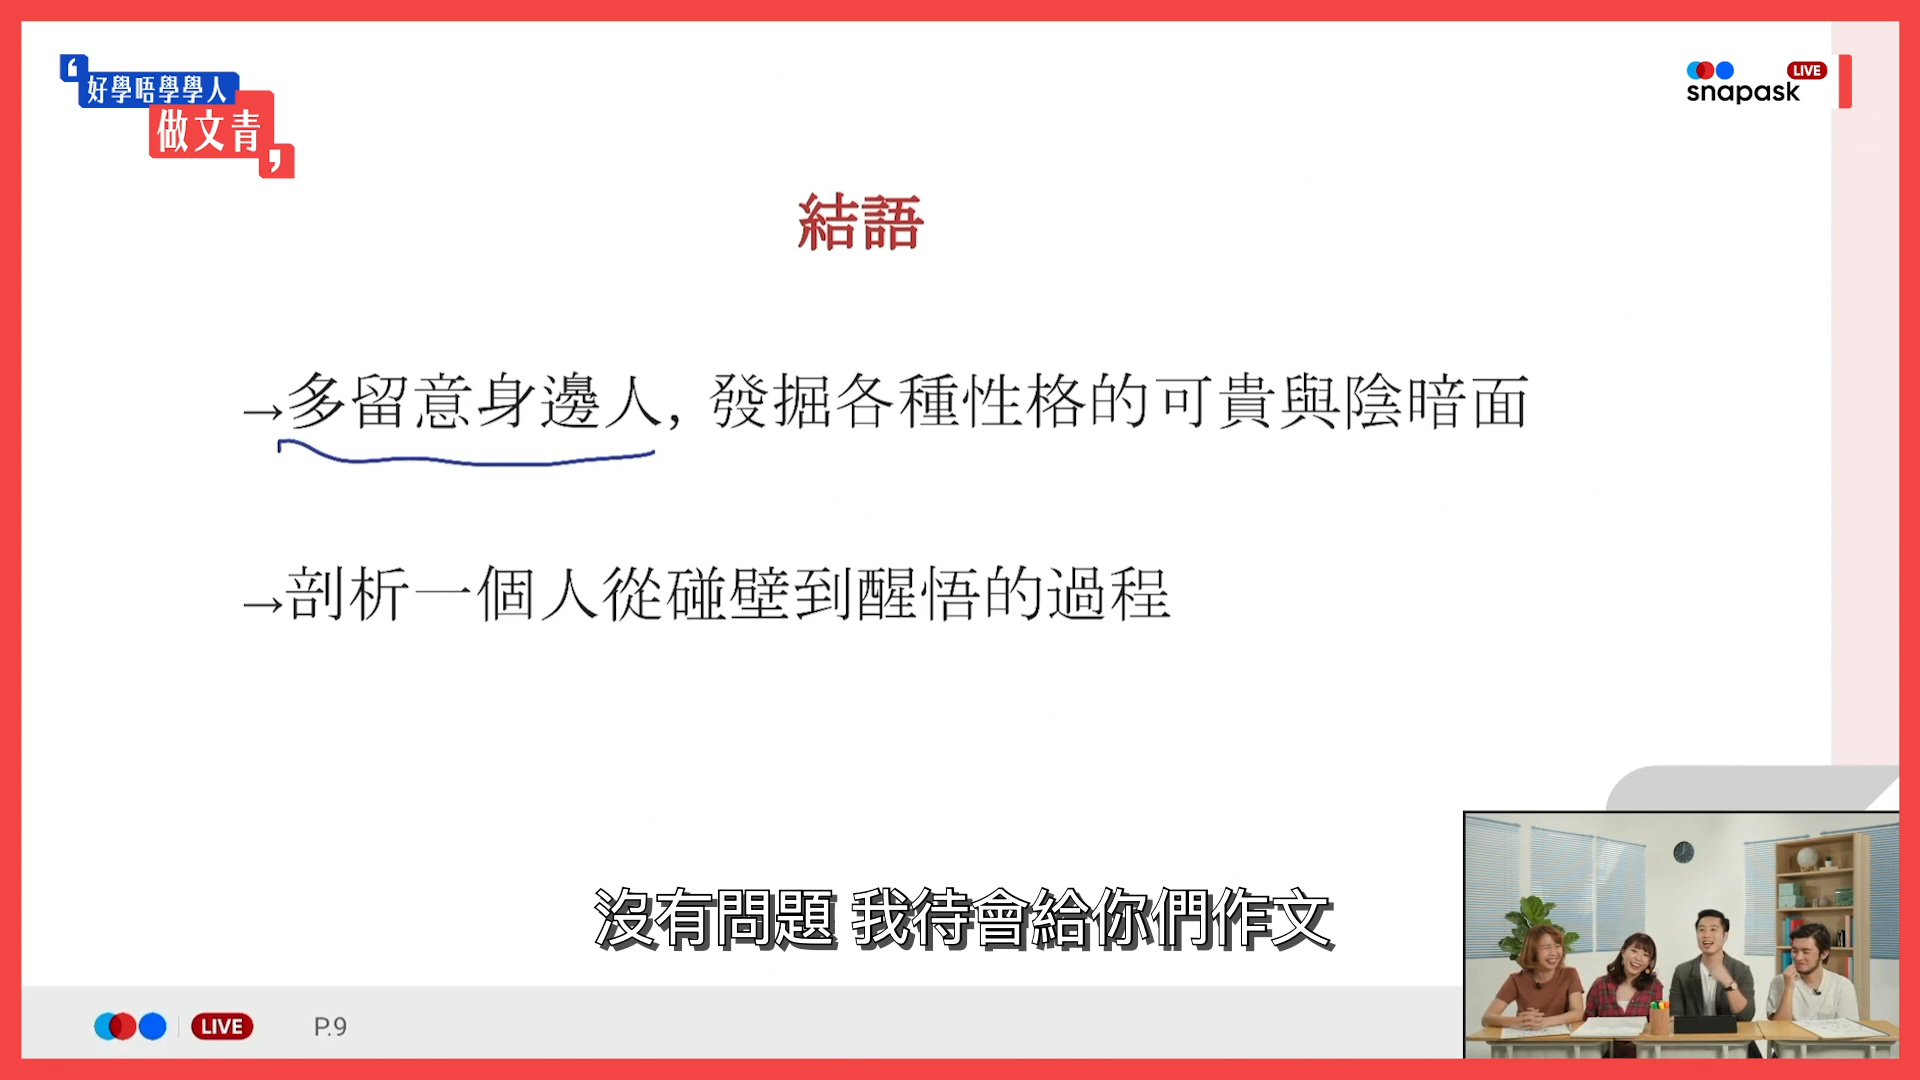 好學唔學學人
做文青
LIVE
snapask
結語
→多留意身邊人, 發掘各種性格的可貴與陰暗面
→剖析一個人從碰壁到醒悟的過程
沒有問題 我待會給你們作文
LIVE
P.9